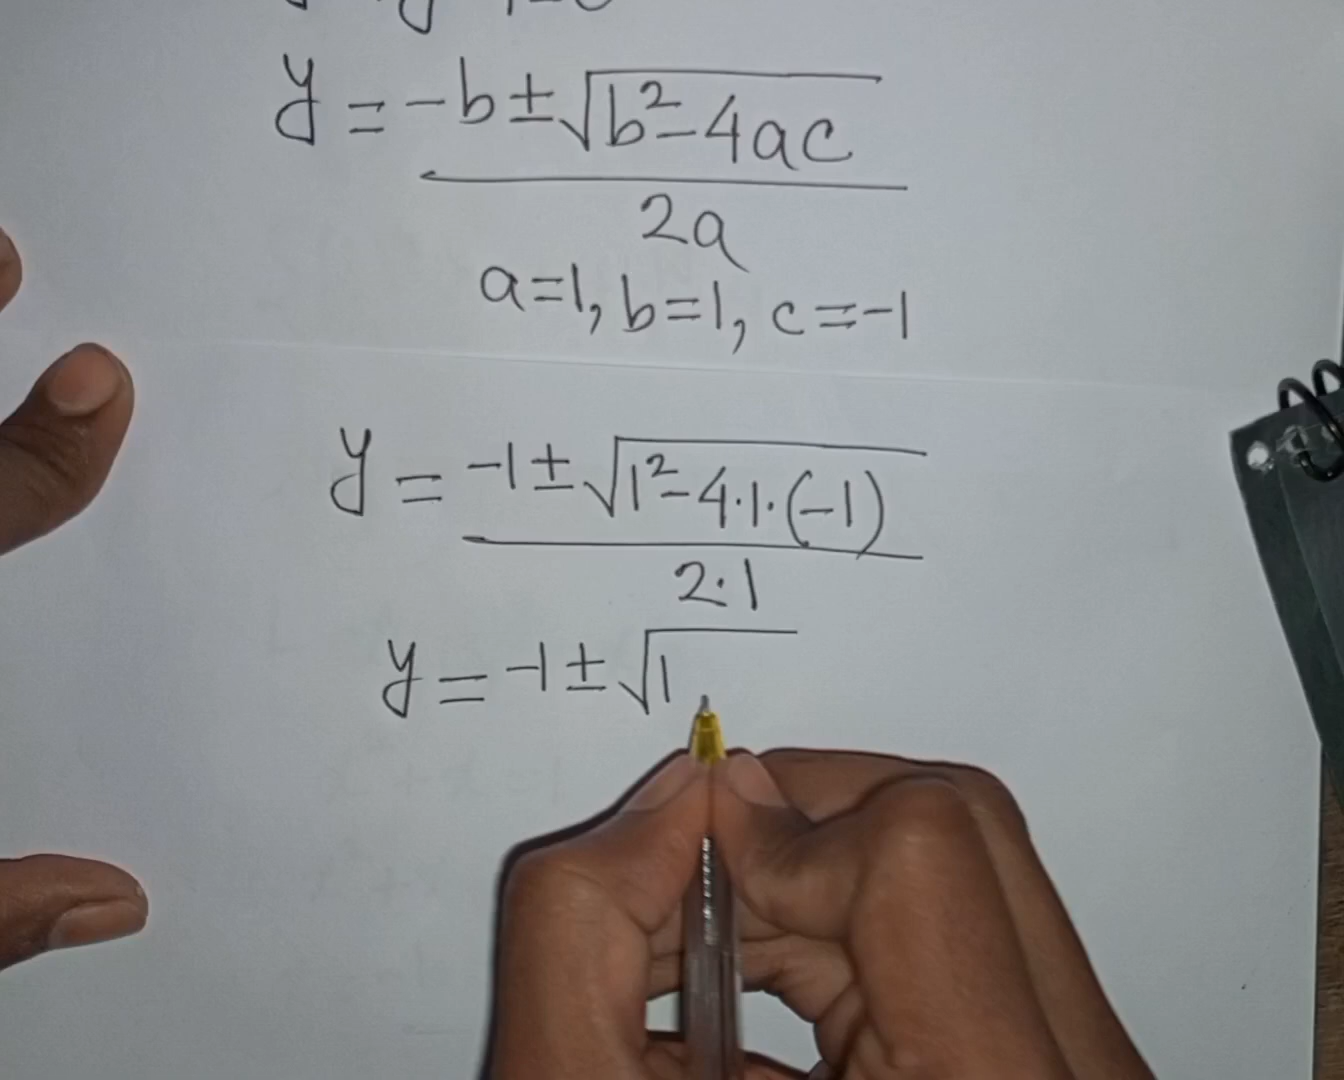 y = -b ± √b² - 4ac
2a
a = 1, b = 1, c = -1
y = -1 ± √1² - 4·1·(-1)
2·1
y = -1 ± √1